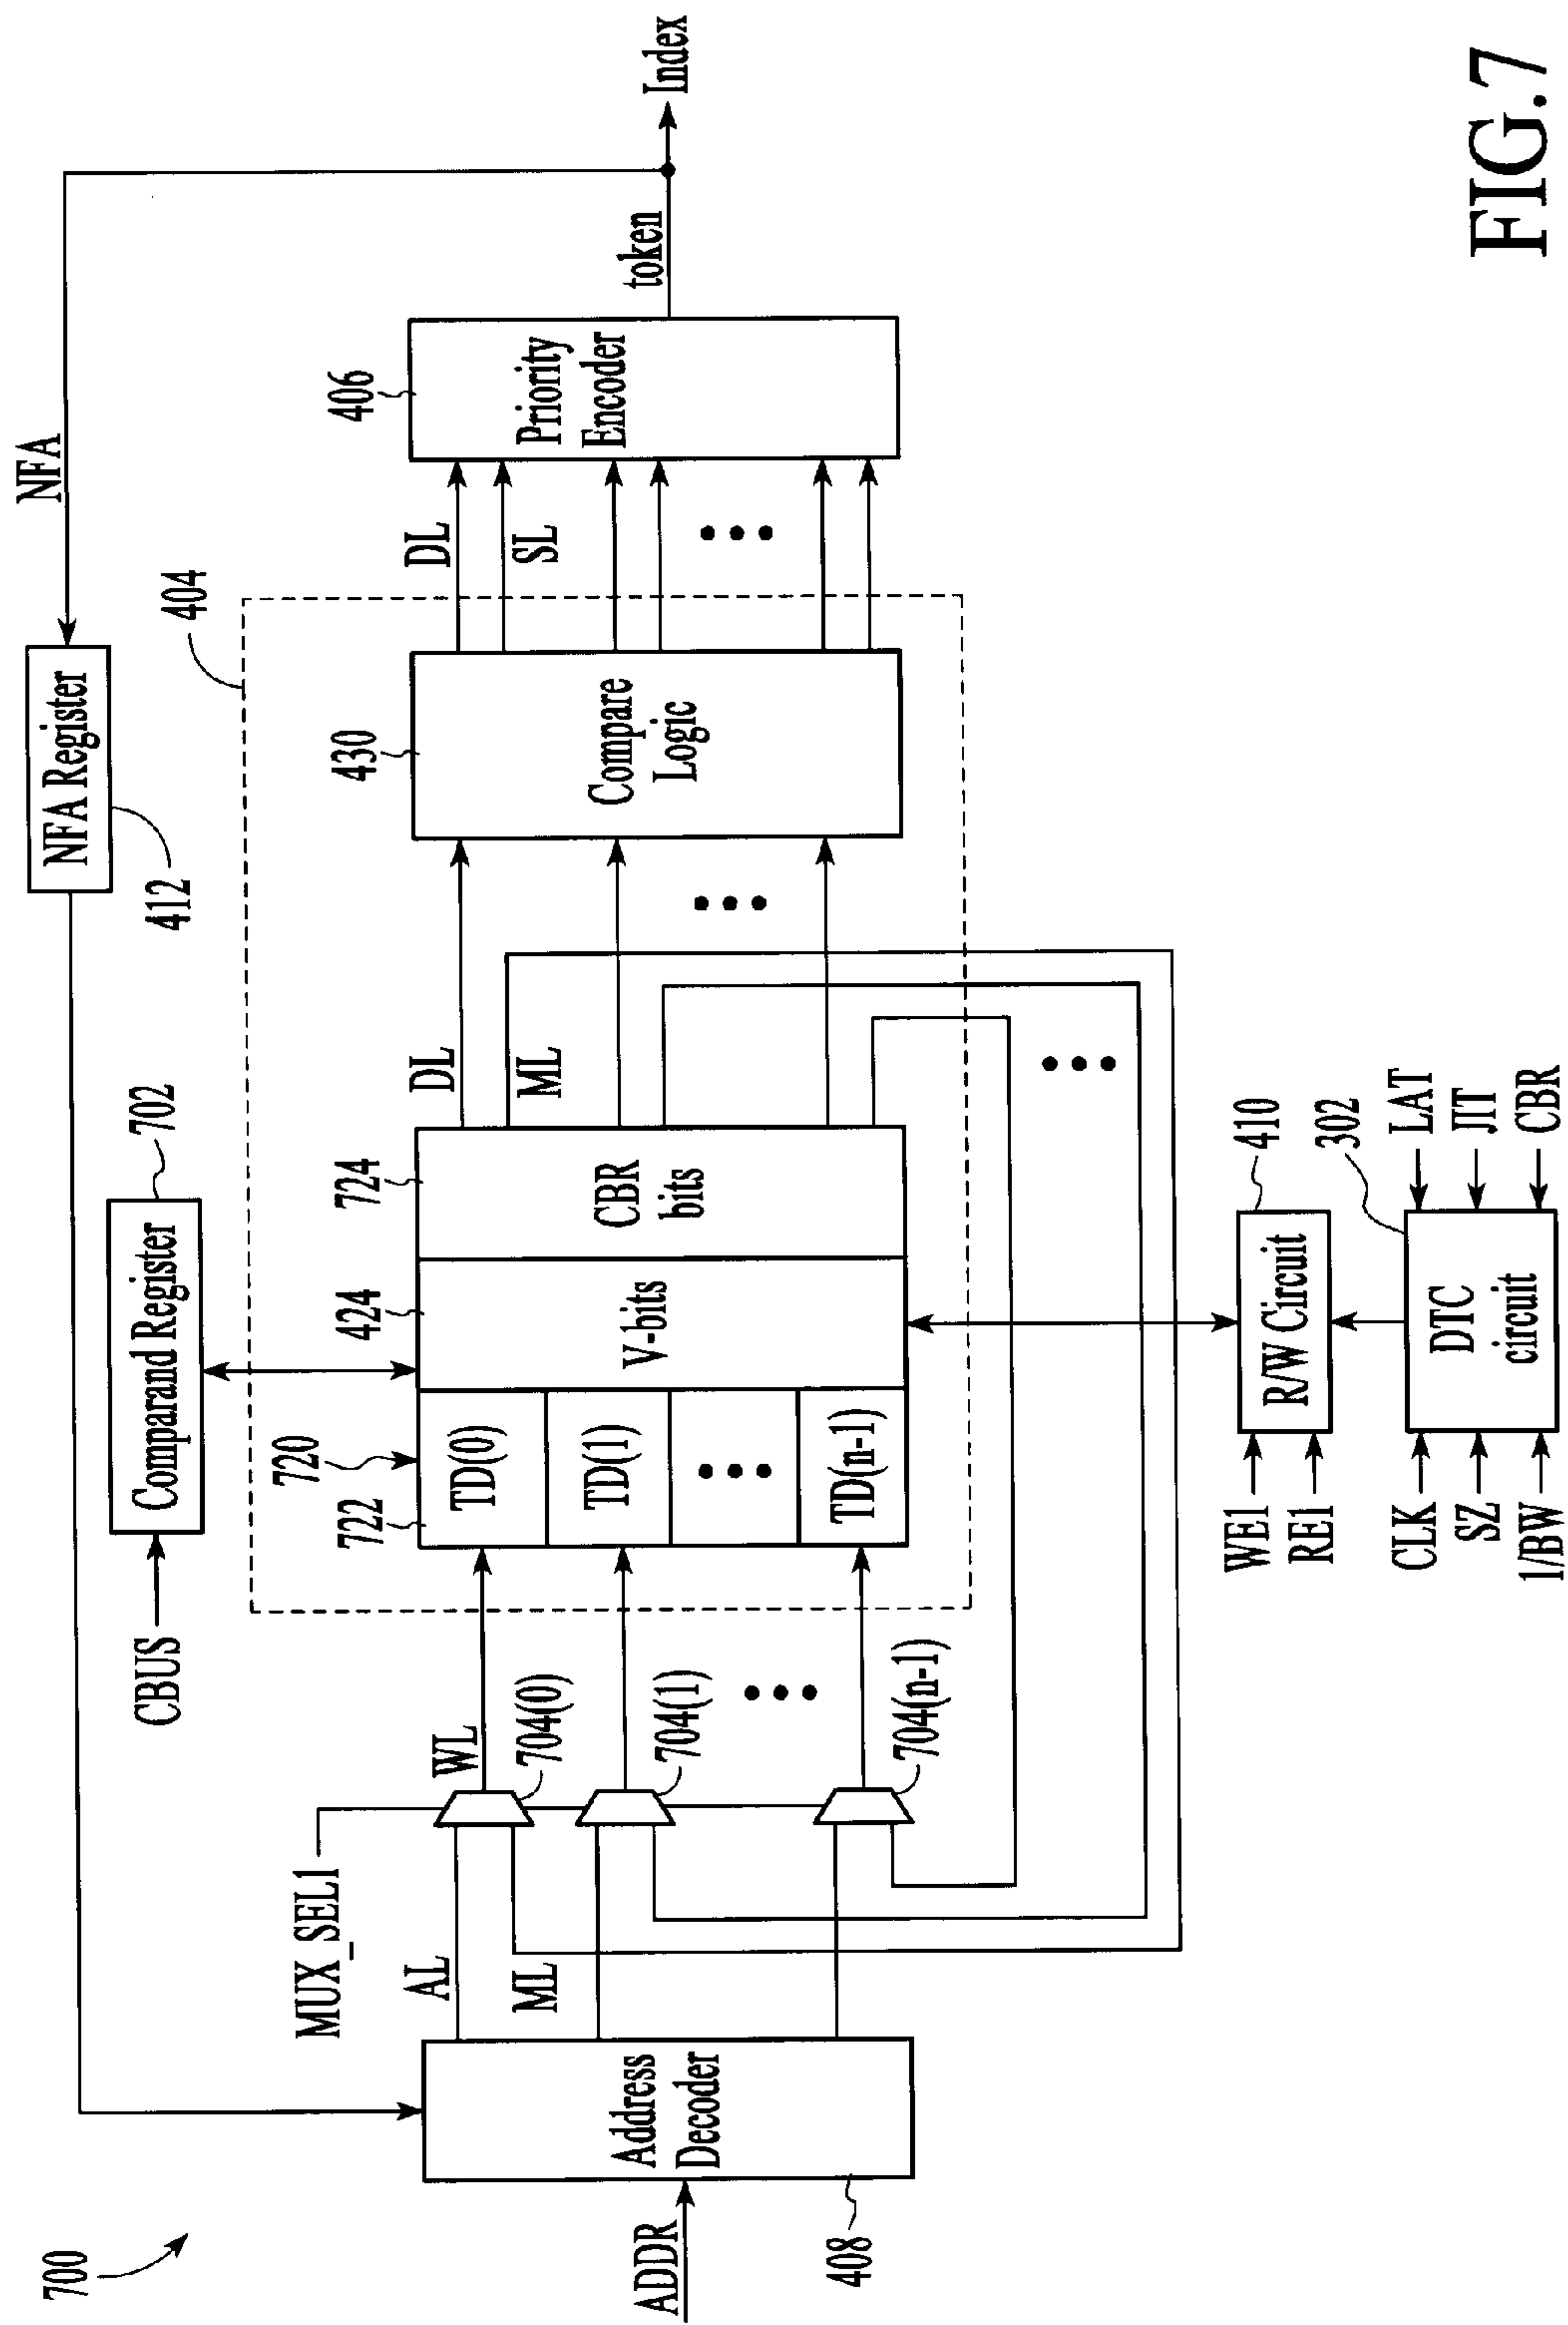 700
NFA
NFA Register
412
404
CBUS
Comparand Register
702
MUX_SEL1
720
722
424
724
430
406
AL
ML
WL
704(0)
704(1)
704(n-1)
TD(0)
TD(1)
TD(n-1)
V-bits
CBR
bits
DL
ML
Compare
Logic
DL
SL
Priority
Encoder
token
Index
ADDR
Address
Decoder
408
WE1
RE1
R/W Circuit
410
CLK
SZ
1/BW
DTC
circuit
302
LAT
JIT
CBR
FIG.7